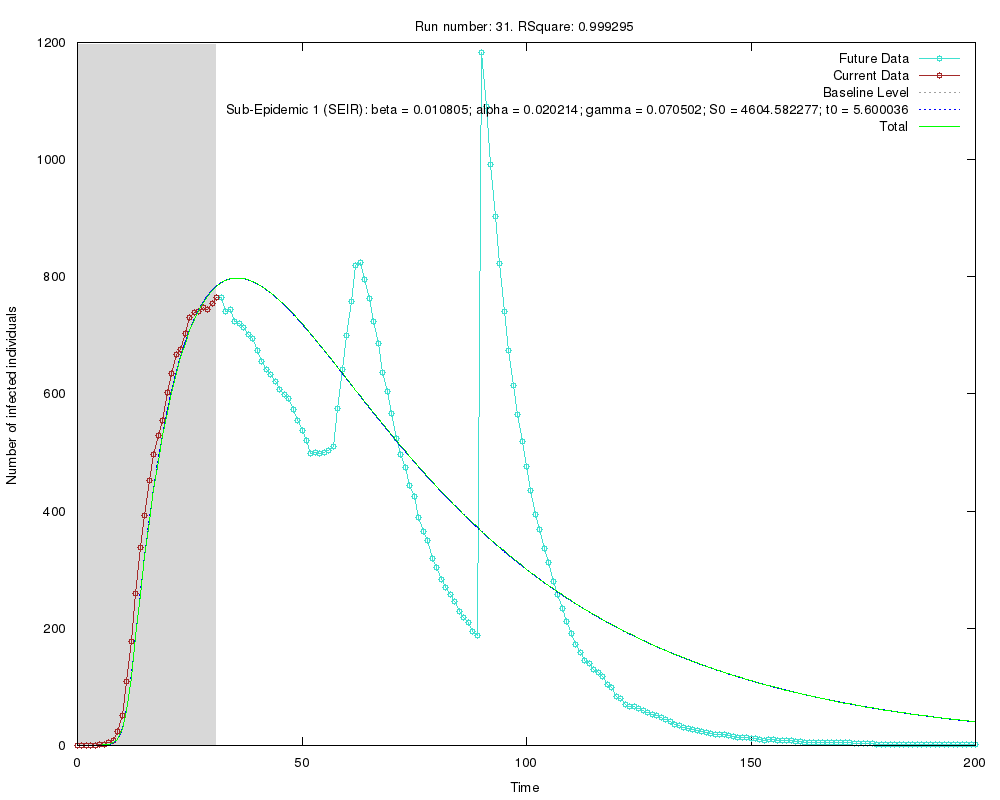 Run number: 31. RSquare: 0.999295
1200
1000
800
600
400
200
0
Number of infected individuals
Future Data
Current Data
Baseline Level
Sub-Epidemic 1 (SEIR): beta = 0.010805; alpha = 0.020214; gamma = 0.070502; S0 = 4604.582277; t0 = 5.600036
Total
0 50 100 150 200
Time